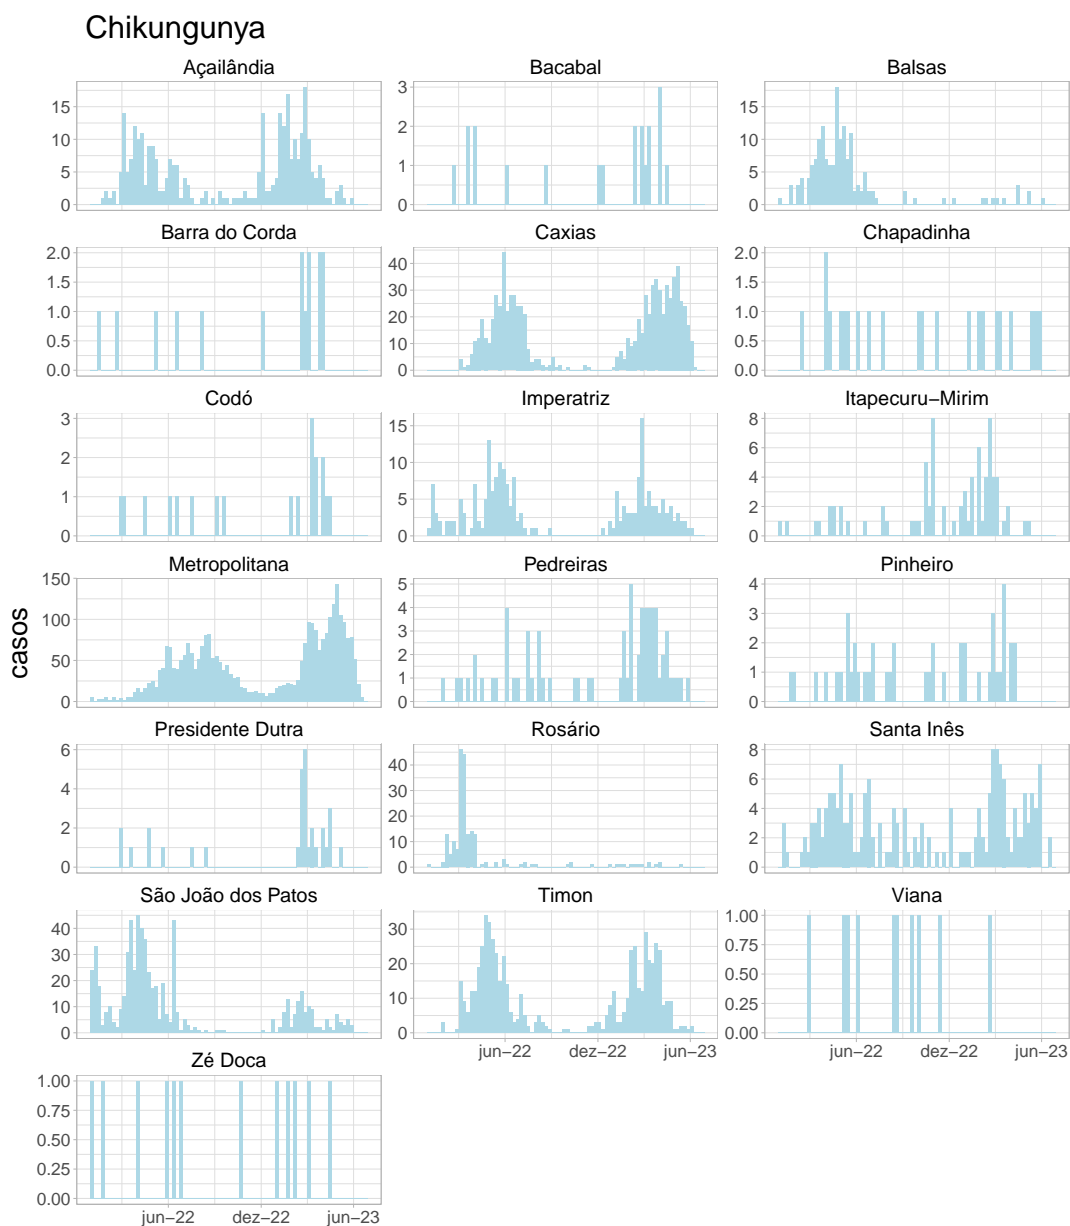 Chikungunya
Açailândia Bacabal Balsas
15 10 5 0
3 2 1 0
15 10 5 0
Barra do Corda Caxias Chapadinha
2.0 1.5 1.0 0.5 0.0
40 30 20 10 0
2.0 1.5 1.0 0.5 0.0
Codó Imperatriz Itapecuru−Mirim
3 2 1 0
15 10 5 0
8 6 4 2 0
Metropolitana Pedreiras Pinheiro
150 100 50 0
5 4 3 2 1 0
4 3 2 1 0
casos
Presidente Dutra Rosário Santa Inês
6 4 2 0
40 30 20 10 0
8 6 4 2 0
São João dos Patos Timon Viana
40 30 20 10 0
30 20 10 0
1.00 0.75 0.50 0.25 0.00
jun−22 dez−22 jun−23
jun−22 dez−22 jun−23
Zé Doca
1.00 0.75 0.50 0.25 0.00
jun−22 dez−22 jun−23